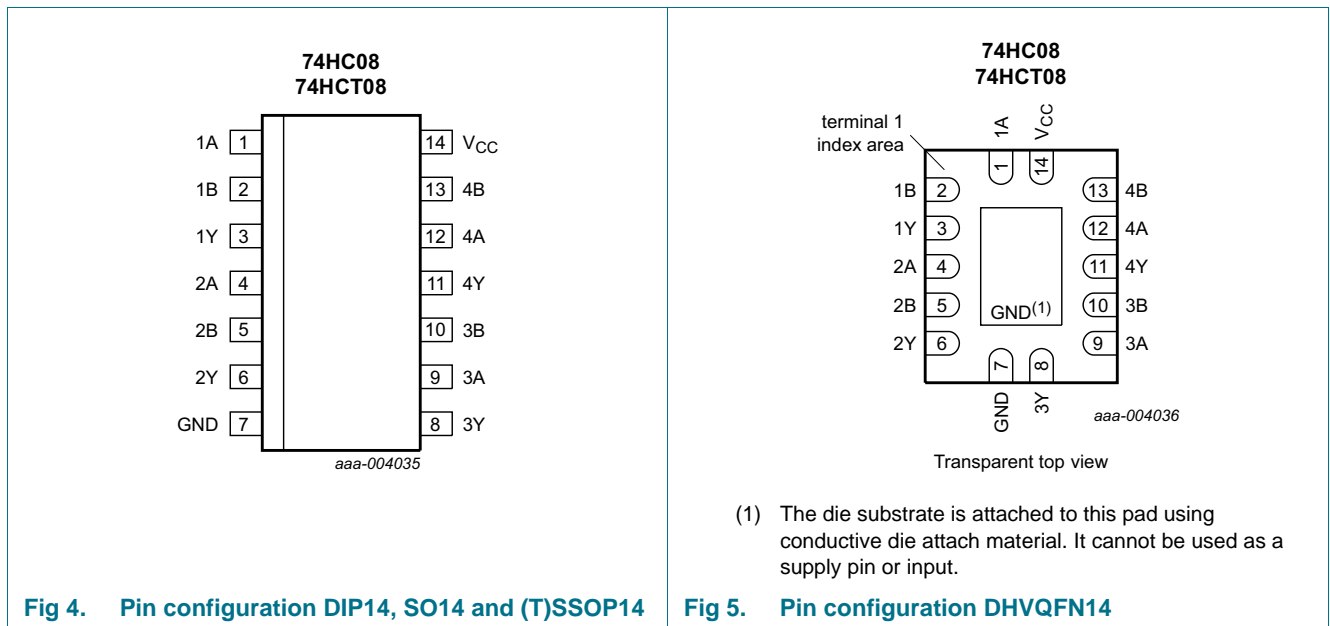 74HC08
74HCT08
1A 1 14 VCC
1B 2 13 4B
1Y 3 12 4A
2A 4 11 4Y
2B 5 10 3B
2Y 6 9 3A
GND 7 8 3Y
aaa-004035
Fig 4. Pin configuration DIP14, SO14 and (T)SSOP14
74HC08
74HCT08
terminal 1
index area
1A VCC
1 14
1B 2 13 4B
1Y 3 12 4A
2A 4 11 4Y
2B 5 10 3B
2Y 6 9 3A
GND(1)
7 8
GND 3Y
aaa-004036
Transparent top view
(1) The die substrate is attached to this pad using
conductive die attach material. It cannot be used as a
supply pin or input.
Fig 5. Pin configuration DHVQFN14